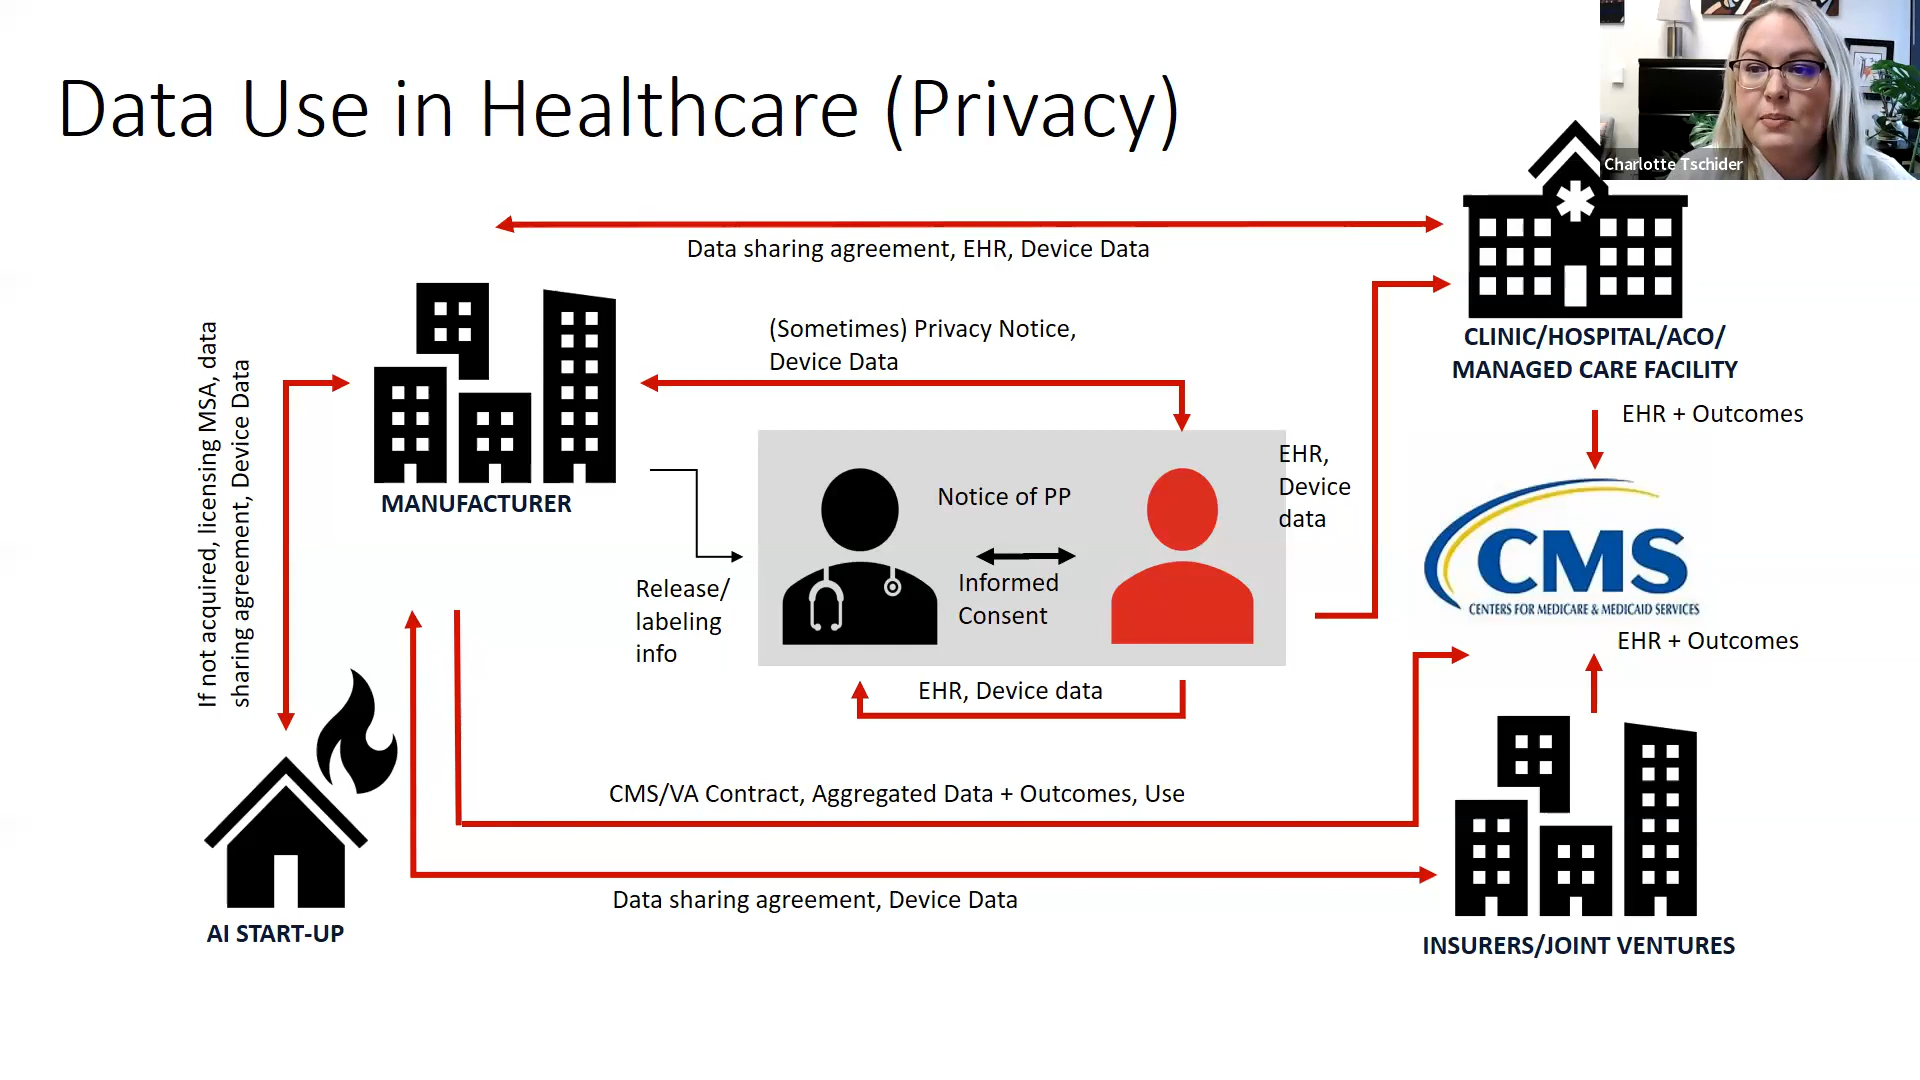 Data Use in Healthcare (Privacy)
Charlotte Tschider
Data sharing agreement, EHR, Device Data
CLINIC/HOSPITAL/ACO/
MANAGED CARE FACILITY
(Sometimes) Privacy Notice,
Device Data
If not acquired, licensing MSA, data
sharing agreement, Device Data
MANUFACTURER
EHR + Outcomes
EHR,
Device
data
Notice of PP
Informed
Consent
Release/
labeling
info
CMS
CENTERS FOR MEDICARE & MEDICAID SERVICES
EHR + Outcomes
EHR, Device data
CMS/VA Contract, Aggregated Data + Outcomes, Use
Data sharing agreement, Device Data
AI START-UP
INSURERS/JOINT VENTURES